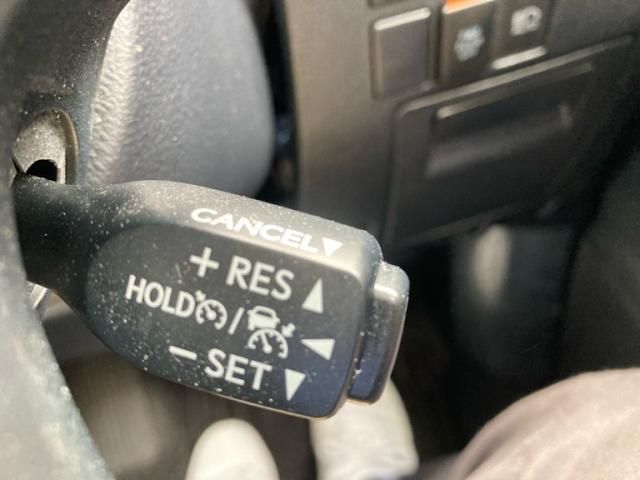 CANCEL▼
+ RES ▲
HOLD / ◀
− SET ▼